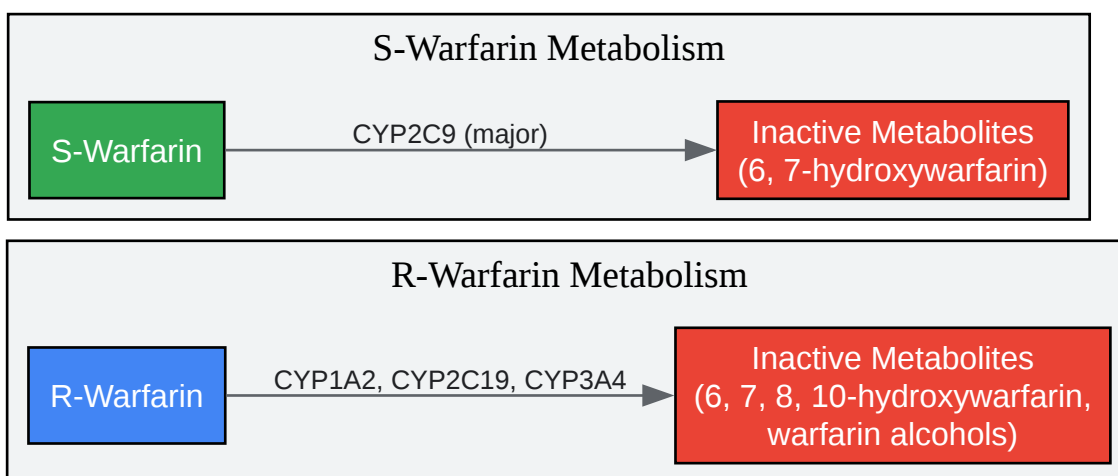 S-Warfarin Metabolism
S-Warfarin
CYP2C9 (major)
Inactive Metabolites
(6, 7-hydroxywarfarin)
R-Warfarin Metabolism
R-Warfarin
CYP1A2, CYP2C19, CYP3A4
Inactive Metabolites
(6, 7, 8, 10-hydroxywarfarin,
warfarin alcohols)